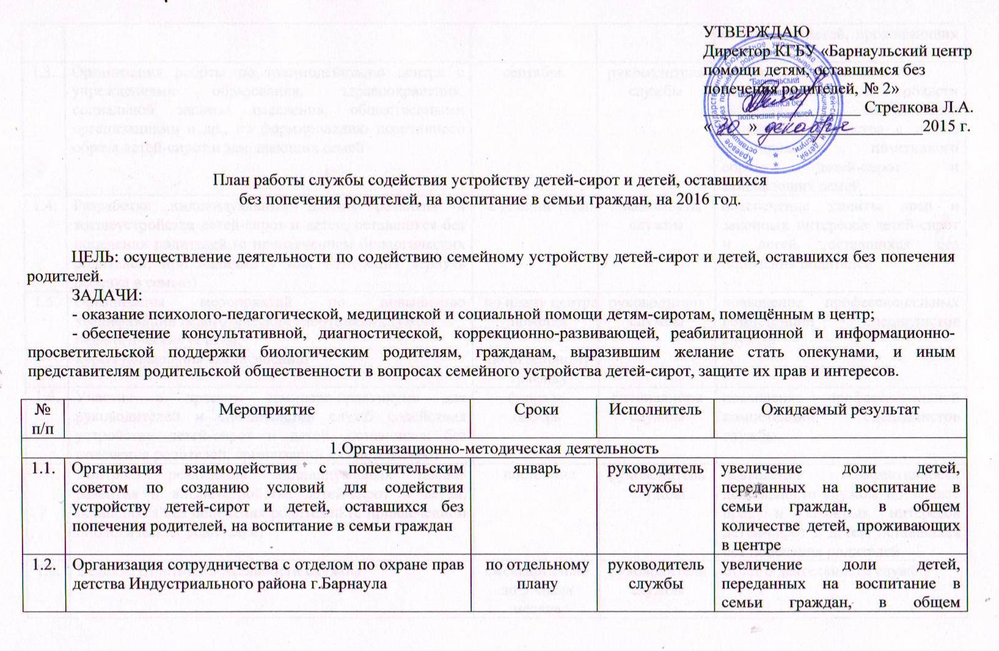 УТВЕРЖДАЮ
Директор КГБУ «Барнаульский центр
помощи детям, оставшимся без
попечения родителей, № 2»
Стрелкова Л.А.
« 30 » декабря 2015 г.
План работы службы содействия устройству детей-сирот и детей, оставшихся
без попечения родителей, на воспитание в семьи граждан, на 2016 год.
ЦЕЛЬ: осуществление деятельности по содействию семейному устройству детей-сирот и детей, оставшихся без попечения
родителей.
ЗАДАЧИ:
- оказание психолого-педагогической, медицинской и социальной помощи детям-сиротам, помещённым в центр;
- обеспечение консультативной, диагностической, коррекционно-развивающей, реабилитационной и информационно-
просветительской поддержки биологическим родителям, гражданам, выразившим желание стать опекунами, и иным
представителям родительской общественности в вопросах семейного устройства детей-сирот, защите их прав и интересов.
№ Мероприятие Сроки Исполнитель Ожидаемый результат
п/п
1.Организационно-методическая деятельность
1.1. Организация взаимодействия с попечительским январь руководитель увеличение доли детей,
советом по созданию условий для содействия службы переданных на воспитание в
устройству детей-сирот и детей, оставшихся без семьи граждан, в общем
попечения родителей, на воспитание в семьи граждан количестве детей, проживающих
в центре
1.2. Организация сотрудничества с отделом по охране прав по отдельному руководитель увеличение доли детей,
детства Индустриального района г.Барнаула плану службы переданных на воспитание в
семьи граждан, в общем